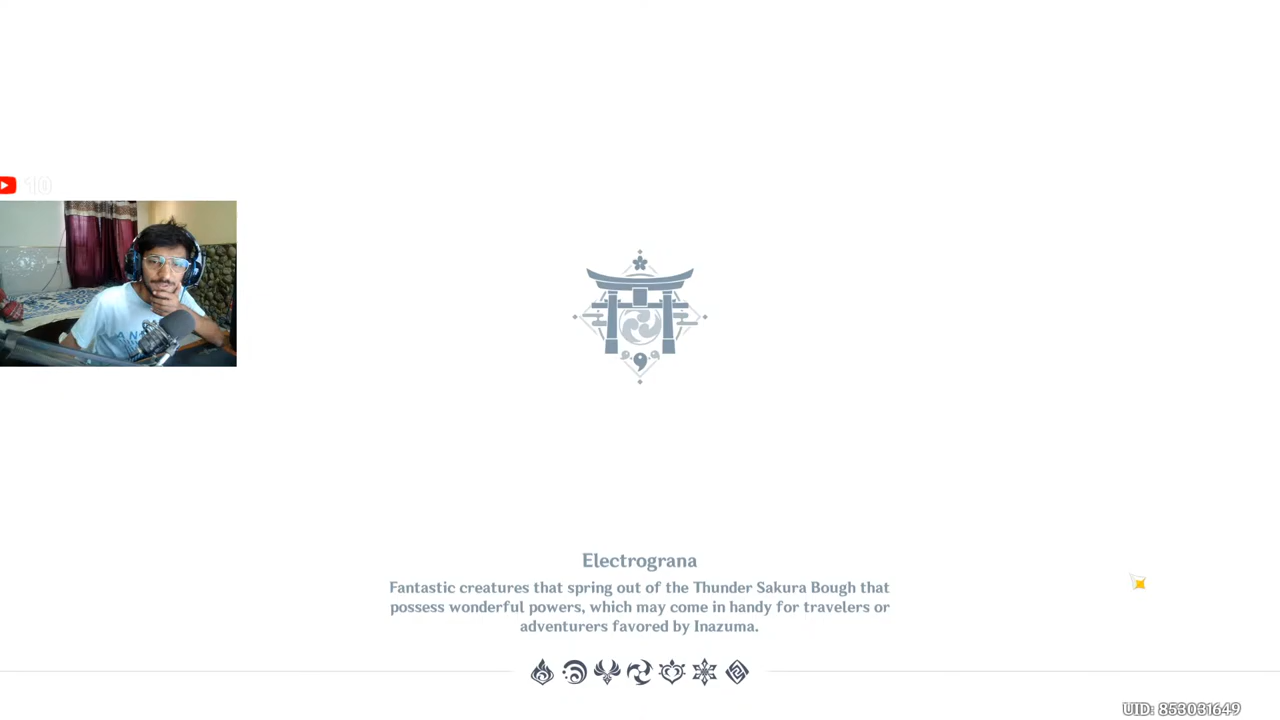 10
Electrograna
Fantastic creatures that spring out of the Thunder Sakura Bough that
possess wonderful powers, which may come in handy for travelers or
adventurers favored by Inazuma.
UID: 853031649